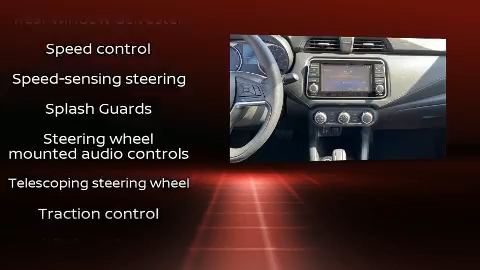 Speed control
Speed-sensing steering
Splash Guards
Steering wheel
mounted audio controls
Telescoping steering wheel
Traction control